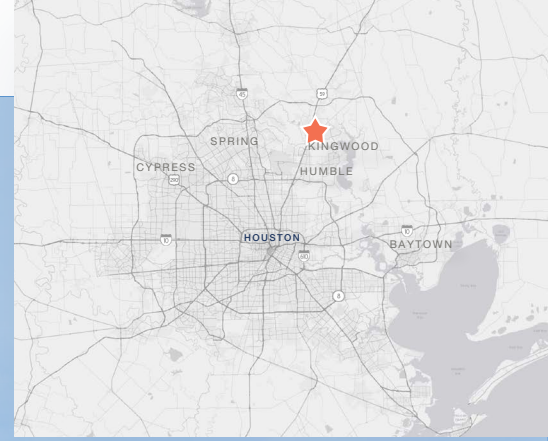 45
59
SPRING
KINGWOOD
CYPRESS
HUMBLE
290
8
HOUSTON
10
610
10
BAYTOWN
8